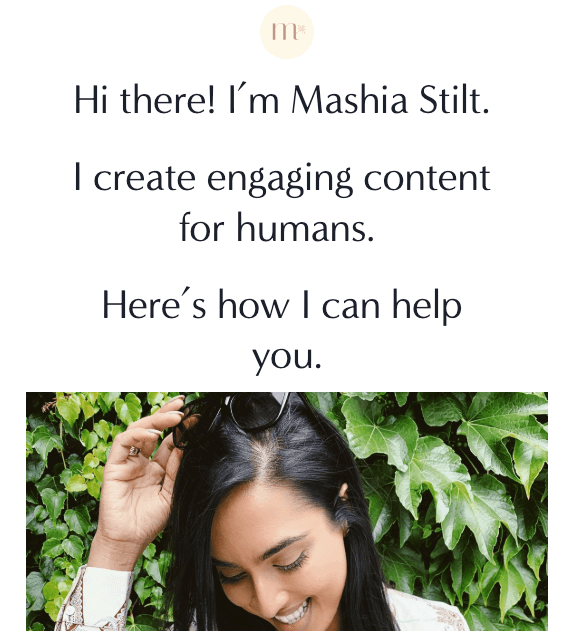 m
Hi there! I´m Mashia Stilt.
I create engaging content
for humans.
Here´s how I can help
you.